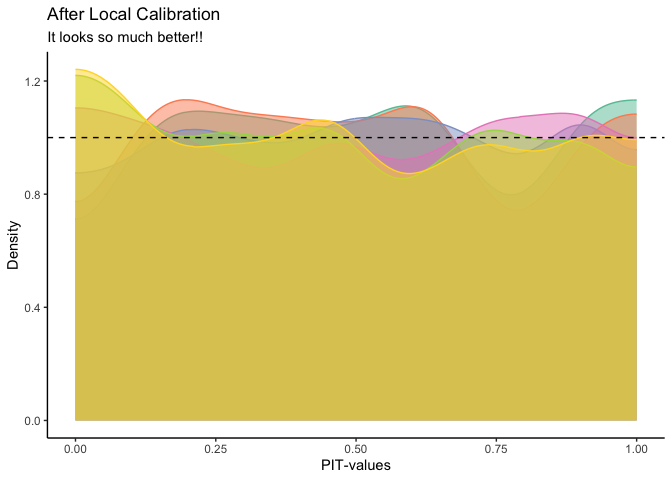 After Local Calibration
It looks so much better!!
1.2
0.8
0.4
0.0
Density
0.00 0.25 0.50 0.75 1.00
PIT-values